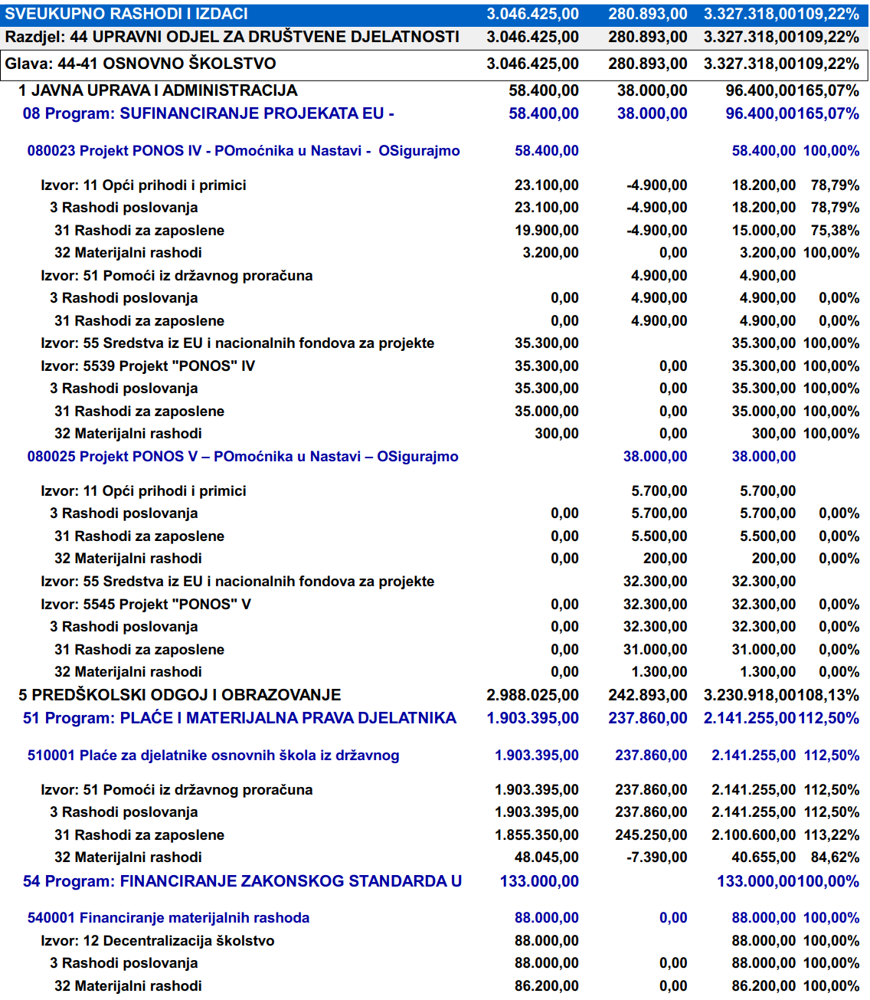 SVEUKUPNO RASHODI I IZDACI 3.046.425,00 280.893,00 3.327.318,00109,22%
Razdjel: 44 UPRAVNI ODJEL ZA DRUŠTVENE DJELATNOSTI 3.046.425,00 280.893,00 3.327.318,00109,22%
Glava: 44-41 OSNOVNO ŠKOLSTVO 3.046.425,00 280.893,00 3.327.318,00109,22%
1 JAVNA UPRAVA I ADMINISTRACIJA 58.400,00 38.000,00 96.400,00165,07%
08 Program: SUFINANCIRANJE PROJEKATA EU - 58.400,00 38.000,00 96.400,00165,07%
080023 Projekt PONOS IV - POmoćnika u Nastavi - OSigurajmo 58.400,00 58.400,00 100,00%
Izvor: 11 Opći prihodi i primici 23.100,00 -4.900,00 18.200,00 78,79%
3 Rashodi poslovanja 23.100,00 -4.900,00 18.200,00 78,79%
31 Rashodi za zaposlene 19.900,00 -4.900,00 15.000,00 75,38%
32 Materijalni rashodi 3.200,00 0,00 3.200,00 100,00%
Izvor: 51 Pomoći iz državnog proračuna 4.900,00 4.900,00
3 Rashodi poslovanja 0,00 4.900,00 4.900,00 0,00%
31 Rashodi za zaposlene 0,00 4.900,00 4.900,00 0,00%
Izvor: 55 Sredstva iz EU i nacionalnih fondova za projekte 35.300,00 35.300,00 100,00%
Izvor: 5539 Projekt "PONOS" IV 35.300,00 0,00 35.300,00 100,00%
3 Rashodi poslovanja 35.300,00 0,00 35.300,00 100,00%
31 Rashodi za zaposlene 35.000,00 0,00 35.000,00 100,00%
32 Materijalni rashodi 300,00 0,00 300,00 100,00%
080025 Projekt PONOS V – POmoćnika u Nastavi – OSigurajmo 38.000,00 38.000,00
Izvor: 11 Opći prihodi i primici 5.700,00 5.700,00
3 Rashodi poslovanja 0,00 5.700,00 5.700,00 0,00%
31 Rashodi za zaposlene 0,00 5.500,00 5.500,00 0,00%
32 Materijalni rashodi 0,00 200,00 200,00 0,00%
Izvor: 55 Sredstva iz EU i nacionalnih fondova za projekte 32.300,00 32.300,00
Izvor: 5545 Projekt "PONOS" V 0,00 32.300,00 32.300,00 0,00%
3 Rashodi poslovanja 0,00 32.300,00 32.300,00 0,00%
31 Rashodi za zaposlene 0,00 31.000,00 31.000,00 0,00%
32 Materijalni rashodi 0,00 1.300,00 1.300,00 0,00%
5 PREDŠKOLSKI ODGOJ I OBRAZOVANJE 2.988.025,00 242.893,00 3.230.918,00108,13%
51 Program: PLAĆE I MATERIJALNA PRAVA DJELATNIKA 1.903.395,00 237.860,00 2.141.255,00112,50%
510001 Plaće za djelatnike osnovnih škola iz državnog 1.903.395,00 237.860,00 2.141.255,00 112,50%
Izvor: 51 Pomoći iz državnog proračuna 1.903.395,00 237.860,00 2.141.255,00 112,50%
3 Rashodi poslovanja 1.903.395,00 237.860,00 2.141.255,00 112,50%
31 Rashodi za zaposlene 1.855.350,00 245.250,00 2.100.600,00 113,22%
32 Materijalni rashodi 48.045,00 -7.390,00 40.655,00 84,62%
54 Program: FINANCIRANJE ZAKONSKOG STANDARDA U 133.000,00 133.000,00100,00%
540001 Financiranje materijalnih rashoda 88.000,00 0,00 88.000,00 100,00%
Izvor: 12 Decentralizacija školstvo 88.000,00 88.000,00 100,00%
3 Rashodi poslovanja 88.000,00 0,00 88.000,00 100,00%
32 Materijalni rashodi 86.200,00 0,00 86.200,00 100,00%